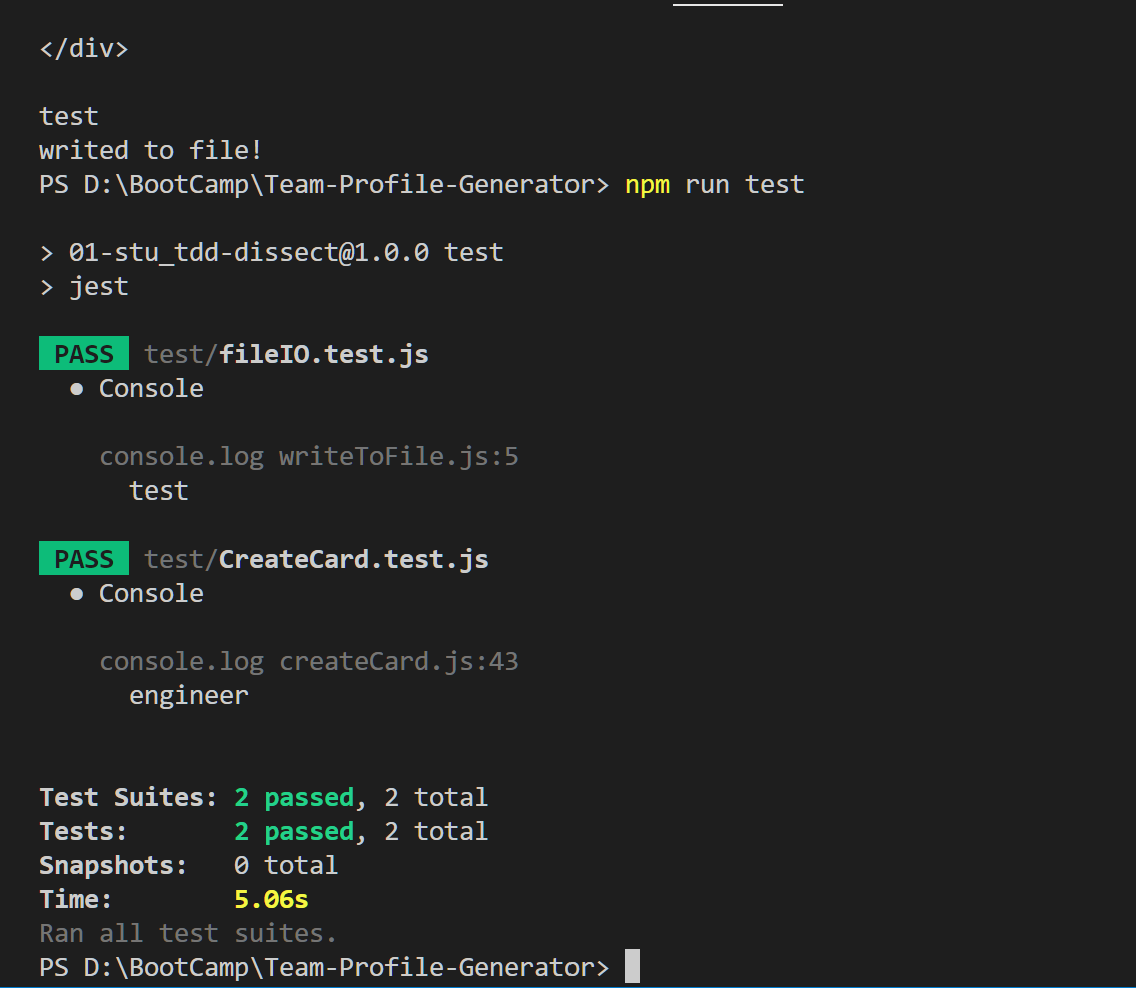 </div>
test
writed to file!
PS D:\BootCamp\Team-Profile-Generator> npm run test
> 01-stu_tdd-dissect@1.0.0 test
> jest
PASS test/fileIO.test.js
● Console
console.log writeToFile.js:5
test
PASS test/CreateCard.test.js
● Console
console.log createCard.js:43
engineer
Test Suites: 2 passed, 2 total
Tests: 2 passed, 2 total
Snapshots: 0 total
Time: 5.06s
Ran all test suites.
PS D:\BootCamp\Team-Profile-Generator>